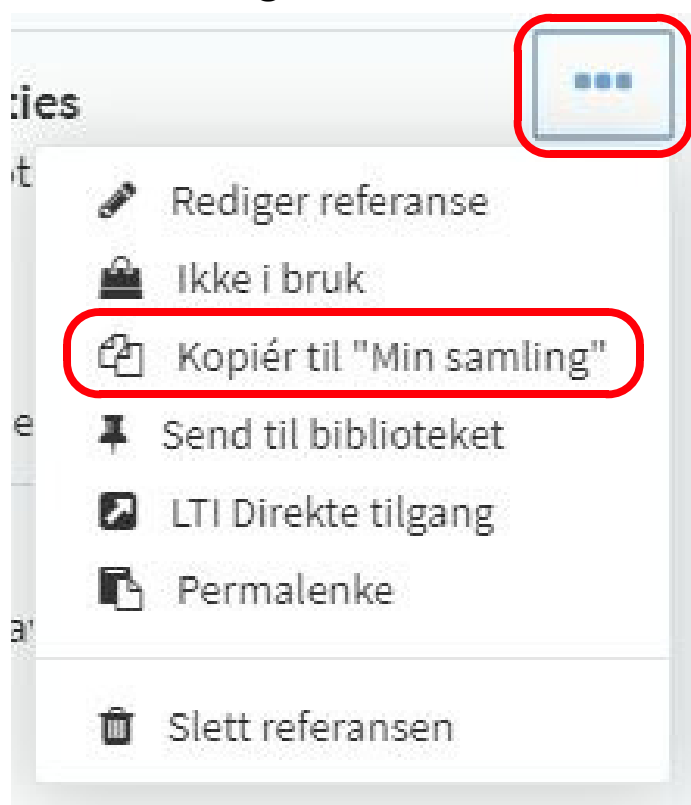 ties
Rediger referanse
Ikke i bruk
Kopiér til "Min samling"
Send til biblioteket
LTI Direkte tilgang
Permalenke
Slett referansen